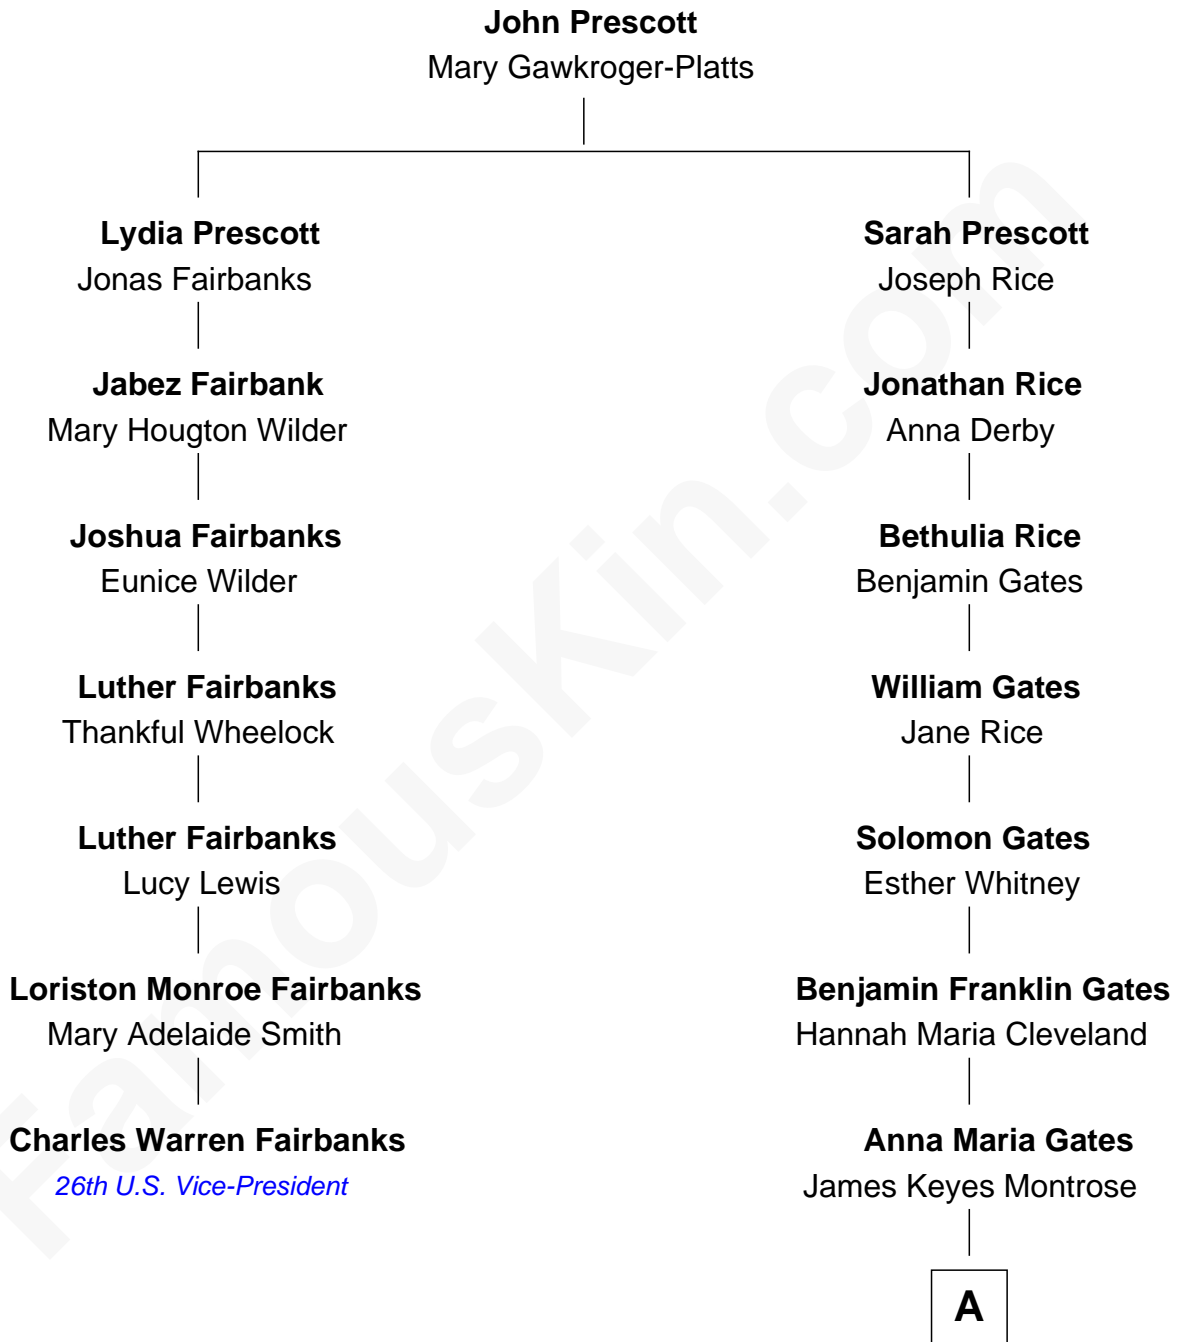 John Prescott
Mary Gawkroger-Platts
Lydia Prescott
Jonas Fairbanks
Sarah Prescott
Joseph Rice
Jabez Fairbank
Mary Hougton Wilder
Jonathan Rice
Anna Derby
Joshua Fairbanks
Eunice Wilder
Bethulia Rice
Benjamin Gates
Luther Fairbanks
Thankful Wheelock
William Gates
Jane Rice
Luther Fairbanks
Lucy Lewis
Solomon Gates
Esther Whitney
Loriston Monroe Fairbanks
Mary Adelaide Smith
Benjamin Franklin Gates
Hannah Maria Cleveland
Charles Warren Fairbanks
26th U.S. Vice-President
Anna Maria Gates
James Keyes Montrose
A
FamousKin.com